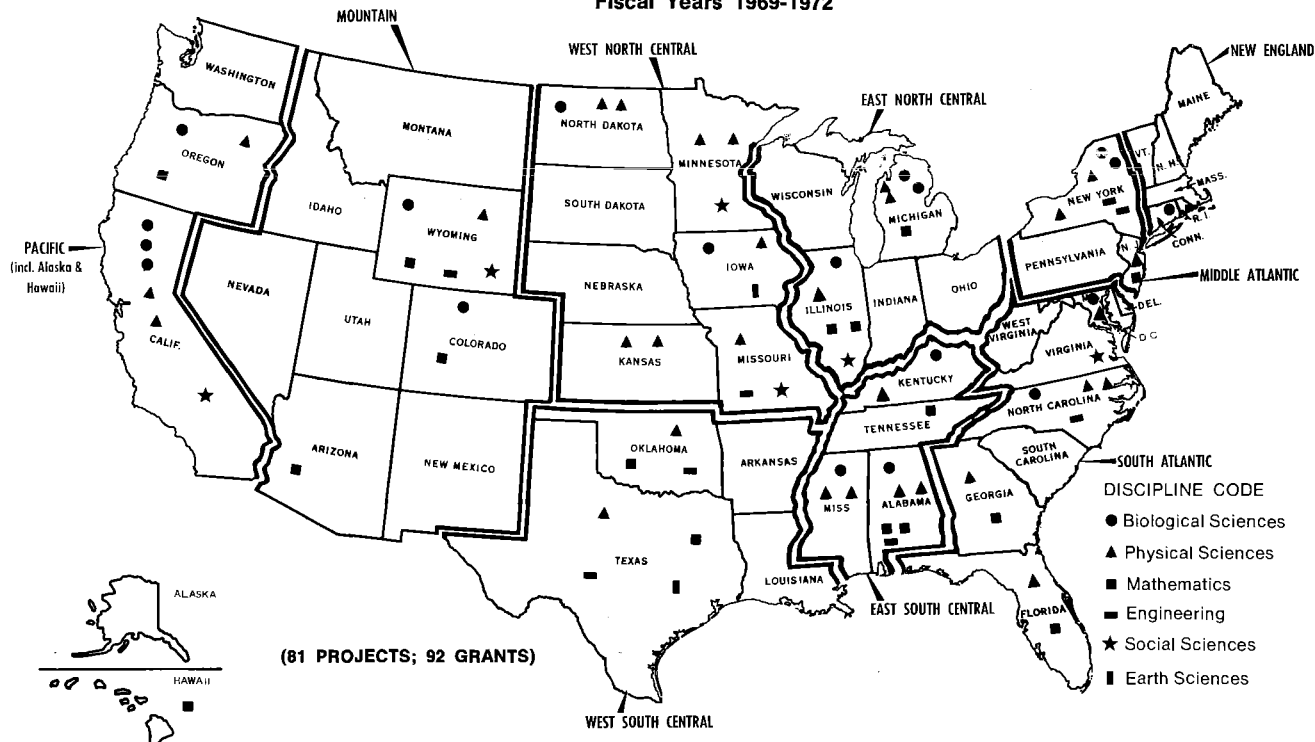 Fiscal Years 1969-1972
MOUNTAIN
WEST NORTH CENTRAL
NEW ENGLAND
EAST NORTH CENTRAL
WASHINGTON
MONTANA
NORTH DAKOTA
MINNESOTA
MAINE
VT.
N. H.
OREGON
IDAHO
WYOMING
SOUTH DAKOTA
WISCONSIN
MICHIGAN
NEW YORK
MASS.
R. I.
CONN.
PACIFIC
(incl. Alaska &
Hawaii)
NEVADA
UTAH
COLORADO
NEBRASKA
IOWA
ILLINOIS
INDIANA
OHIO
PENNSYLVANIA
N. J.
MIDDLE ATLANTIC
DEL.
D C
CALIF.
KANSAS
MISSOURI
WEST
VIRGINIA
VIRGINIA
KENTUCKY
NORTH CAROLINA
TENNESSEE
ARIZONA
NEW MEXICO
OKLAHOMA
ARKANSAS
SOUTH
CAROLINA
SOUTH ATLANTIC
MISS
ALABAMA
GEORGIA
TEXAS
LOUISIANA
EAST SOUTH CENTRAL
FLORIDA
DISCIPLINE CODE
Biological Sciences
Physical Sciences
Mathematics
Engineering
Social Sciences
Earth Sciences
ALASKA
HAWAII
(81 PROJECTS; 92 GRANTS)
WEST SOUTH CENTRAL